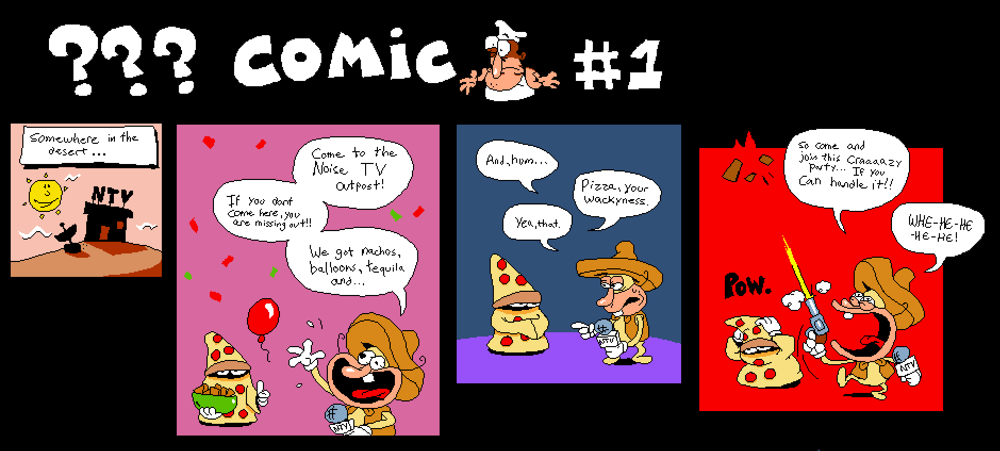 ??? COMIC #1
Somewhere in the
desert...
NTV
Come to the
Noise TV
outpost!
If you dont
come here, you
are missing out!!
We got nachos,
balloons, tequila
and...
NTV
And, hom...
Pizza, your
wackyness.
Yea, that.
NTV
So come and
join this Craaaazy
party... If you
Can handle it!!
WHE-HE-HE
-HE-HE!
POW.
NTV